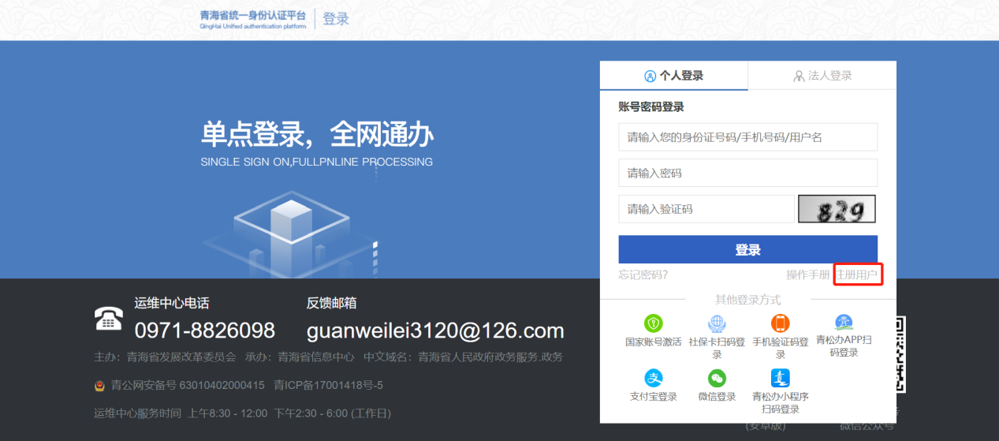 青海省统一身份认证平台
QingHai Unified authentication platform
登录
单点登录，全网通办
SINGLE SIGN ON,FULLPNLINE PROCESSING
个人登录
法人登录
账号密码登录
请输入您的身份证号码/手机号码/用户名
请输入密码
请输入验证码
829
登录
忘记密码?
操作手册
注册用户
其他登录方式
国家账号激活
社保卡扫码登
录
手机验证码登
录
青松办APP扫
码登录
支付宝登录
微信登录
青松办小程序
扫码登录
运维中心电话
0971-8826098
反馈邮箱
guanweilei3120@126.com
主办：青海省发展改革委员会 承办：青海省信息中心 中文域名：青海省人民政府政务服务.政务
青公网安备号 63010402000415 青ICP备17001418号-5
运维中心服务时间 上午8:30 - 12:00 下午2:30 - 6:00 (工作日)
(安卓版)
微信公众号